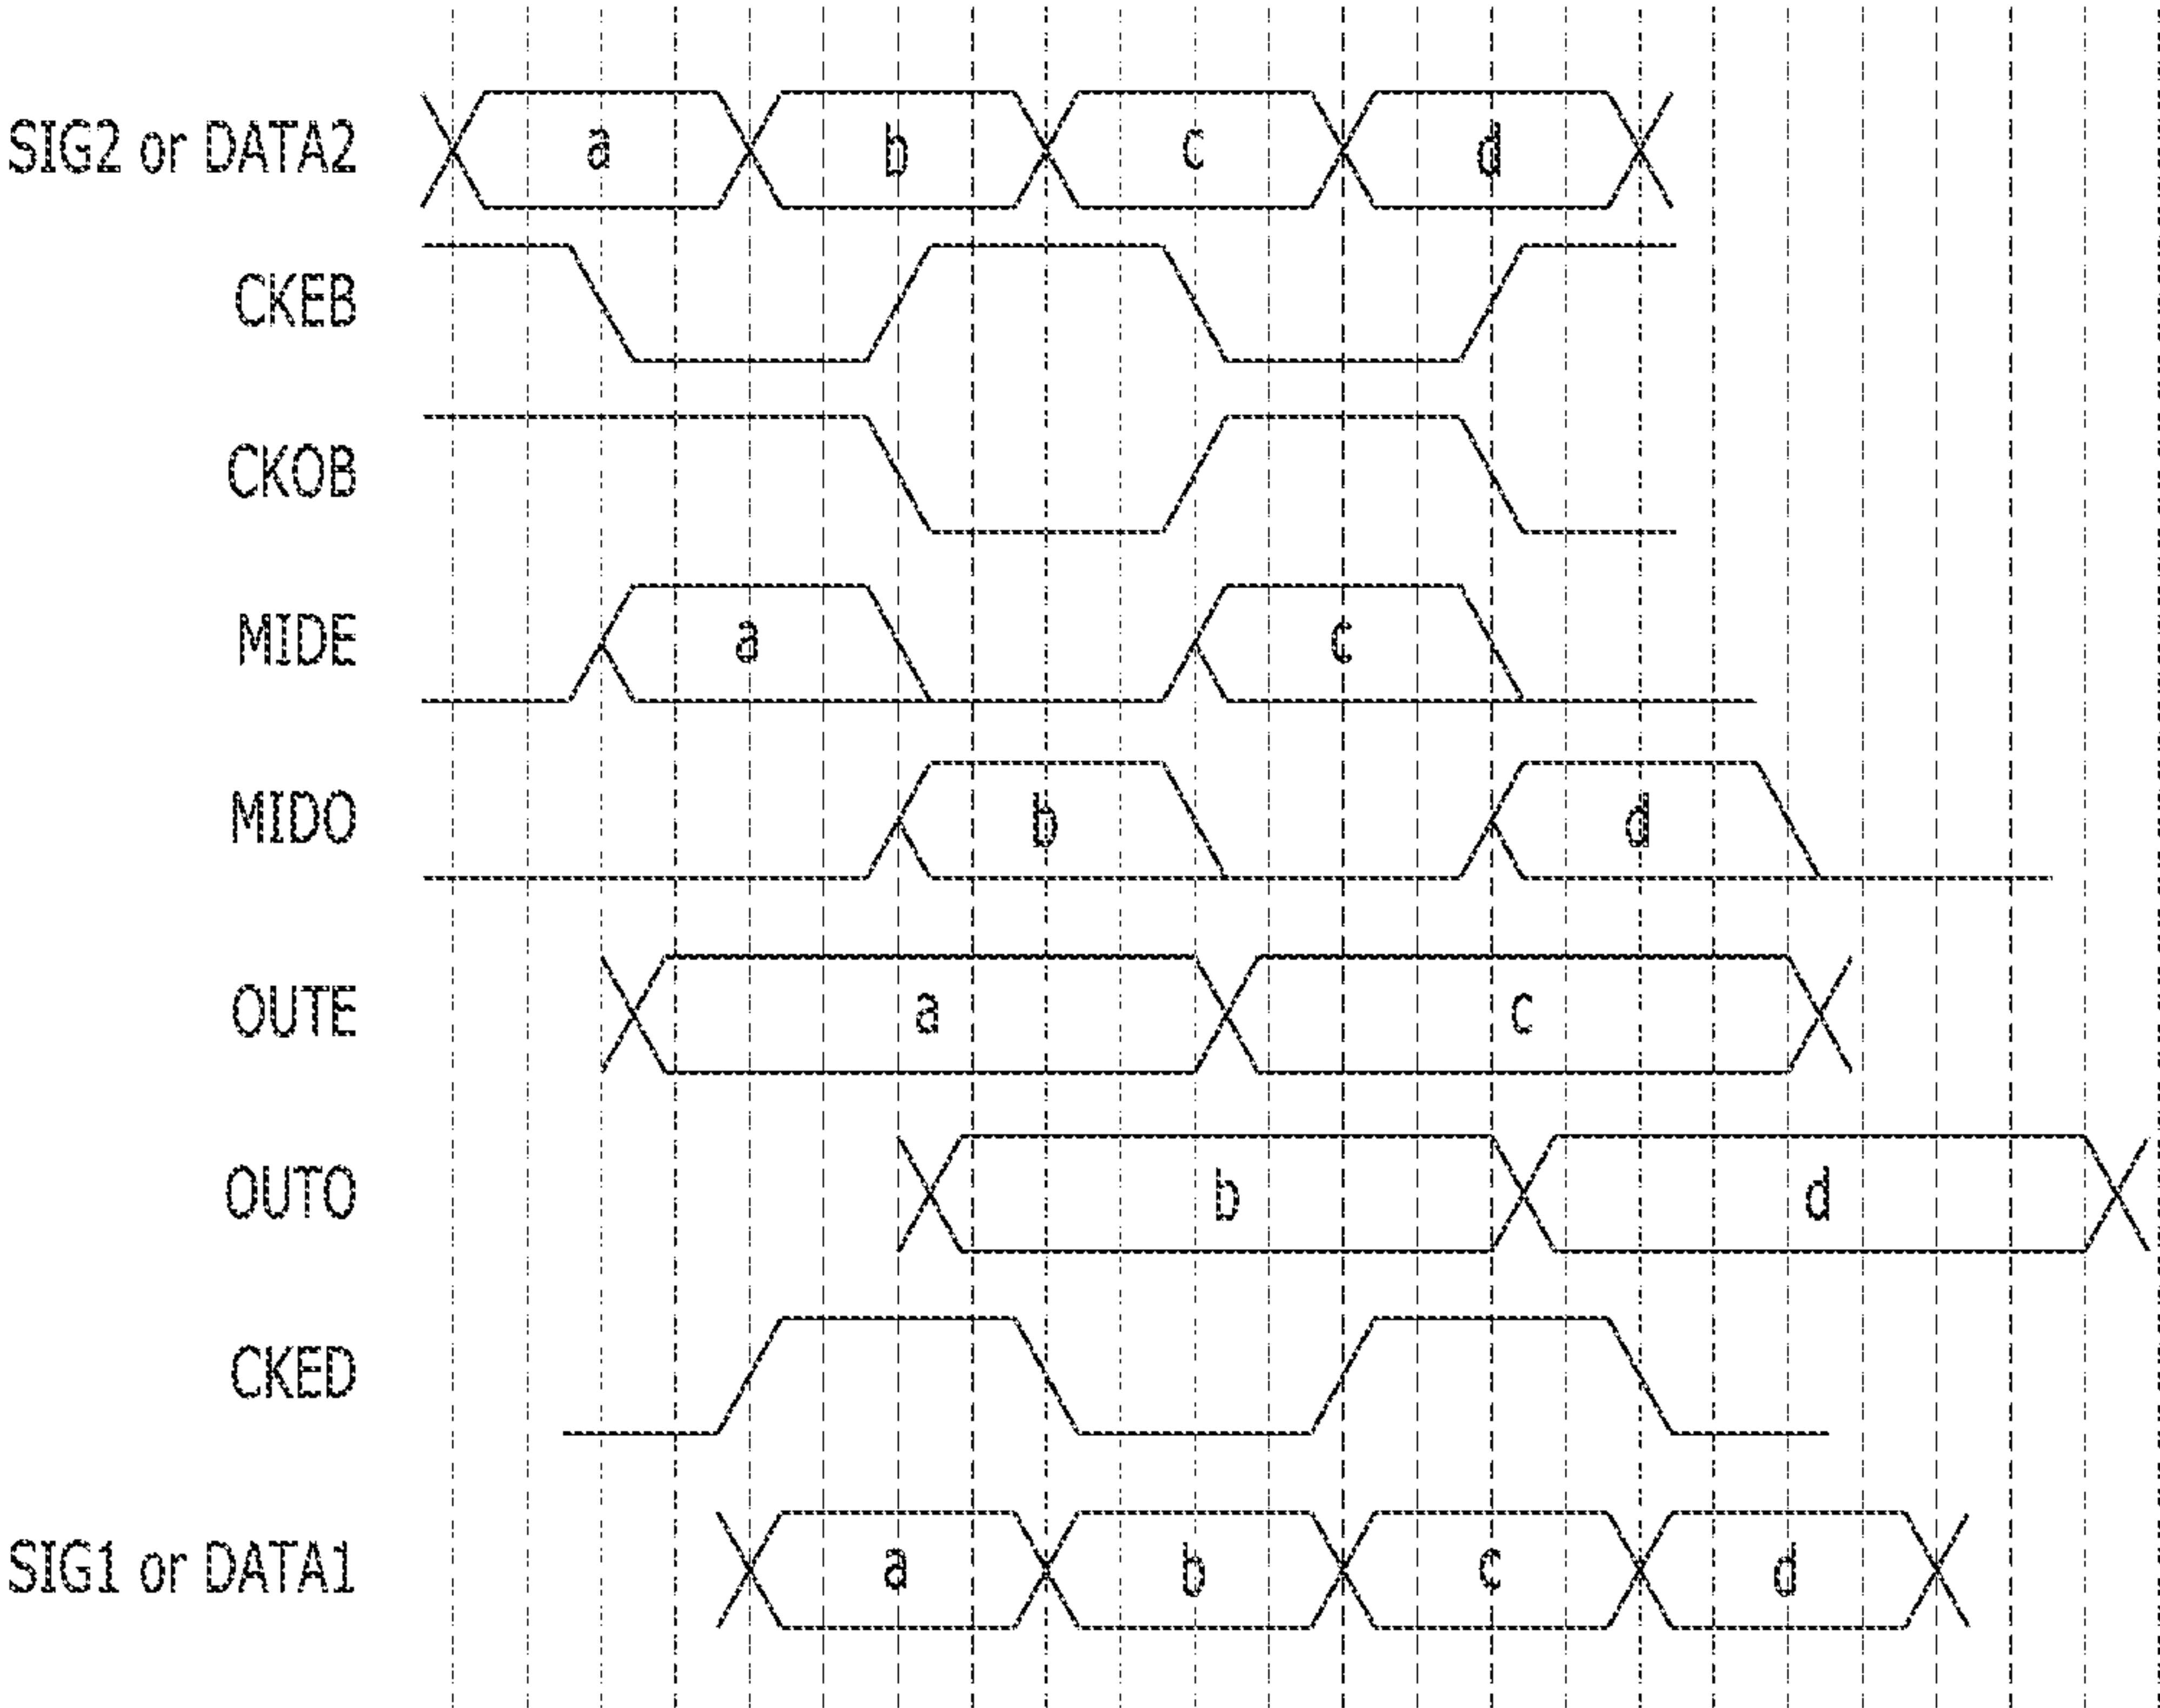 SIG2 or DATA2 a b c d
CKEB
CKOB
MIDE a c
MIDO b d
OUTE a c
OUTO b d
CKED
SIG1 or DATA1 a b c d